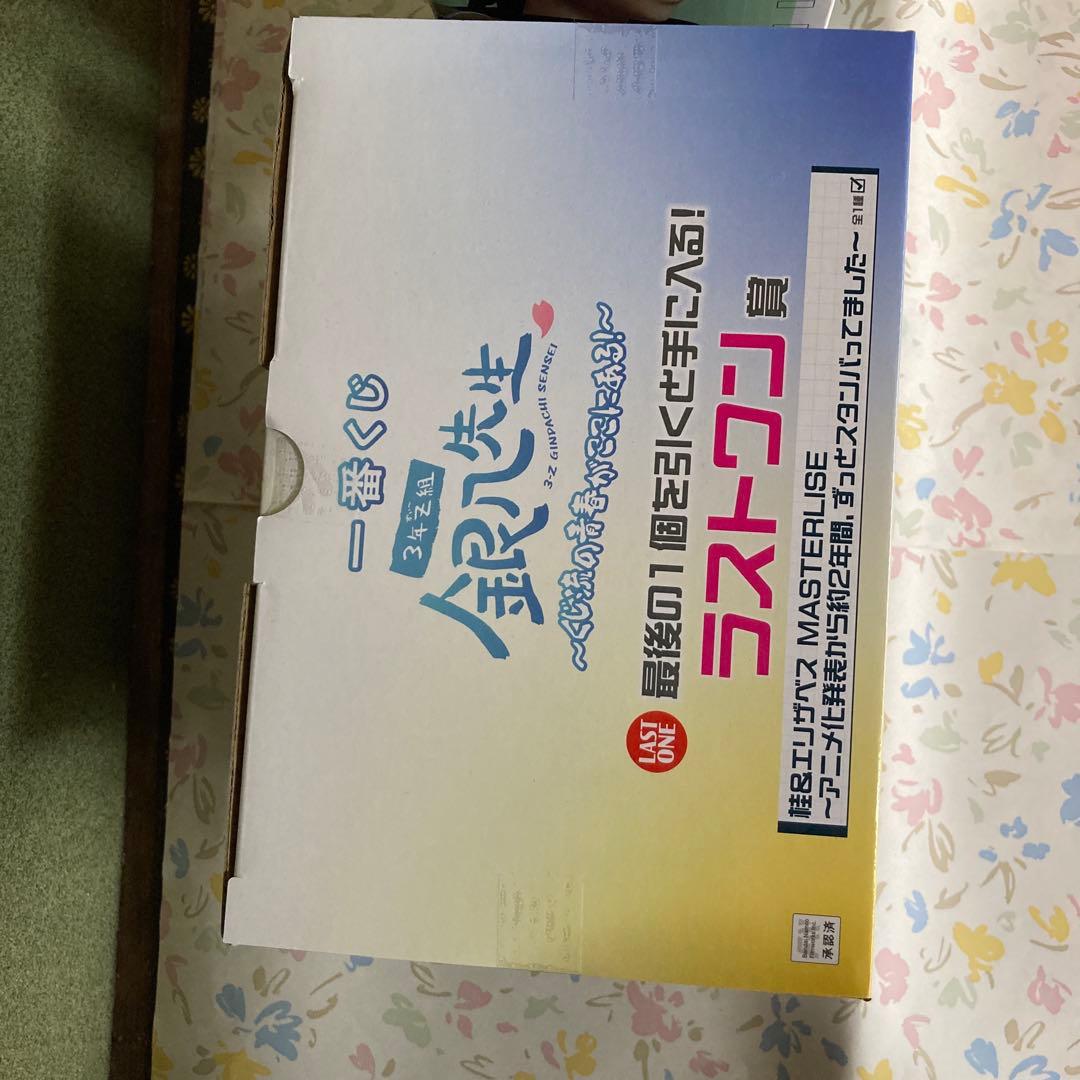 一番くじ
3年Z組
銀八先生
3-Z GINPACHI SENSEI
～くじ流の青春がここにある!～
LAST
ONE
最後の1個を引くと手に入る!
ラストワン賞
桂&エリザベス MASTERLISE
～アニメ化発表から約2年間、ずっとスタンバってました～ 全1種
承認済